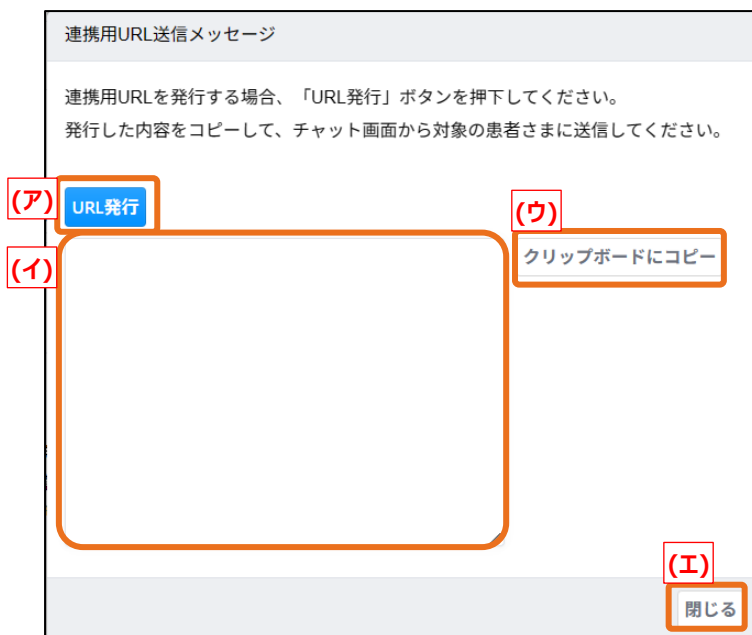 連携用URL送信メッセージ
連携用URLを発行する場合、「URL発行」ボタンを押下してください。
発行した内容をコピーして、チャット画面から対象の患者さまに送信してください。
(ア)
URL発行
(ウ)
クリップボードにコピー
(イ)
(エ)
閉じる